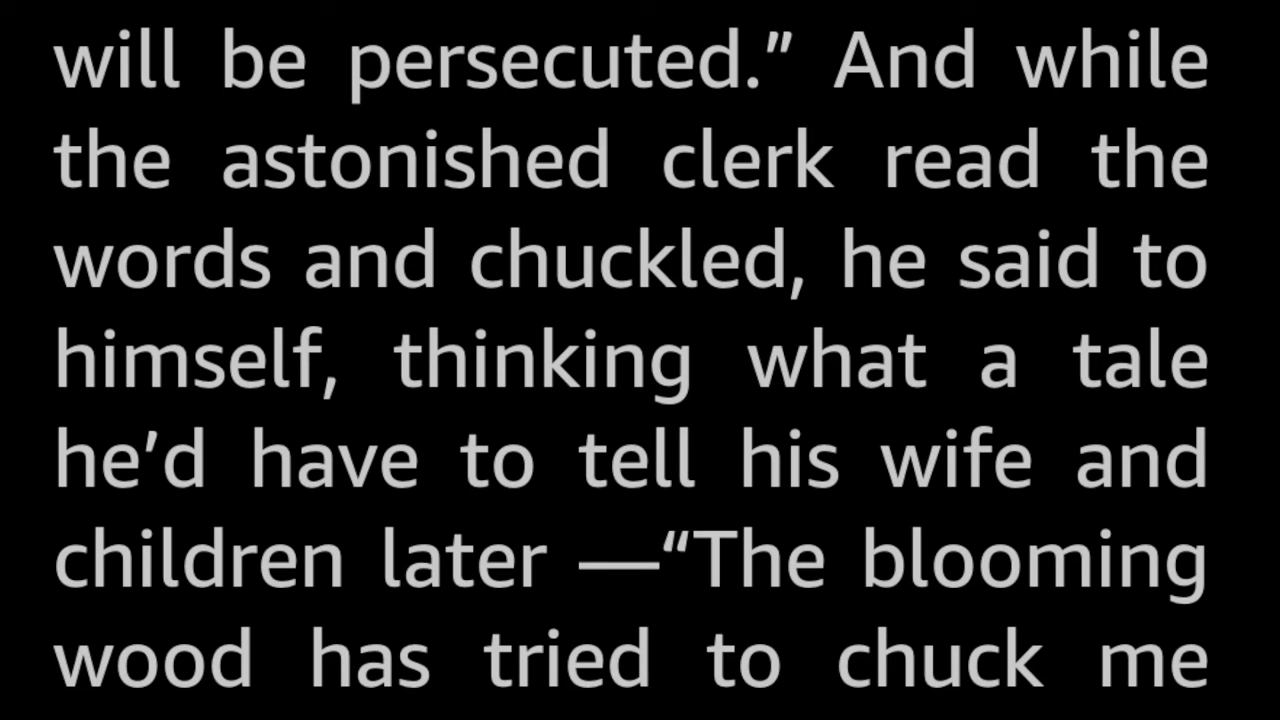 will be persecuted.” And while
the astonished clerk read the
words and chuckled, he said to
himself, thinking what a tale
he’d have to tell his wife and
children later —“The blooming
wood has tried to chuck me